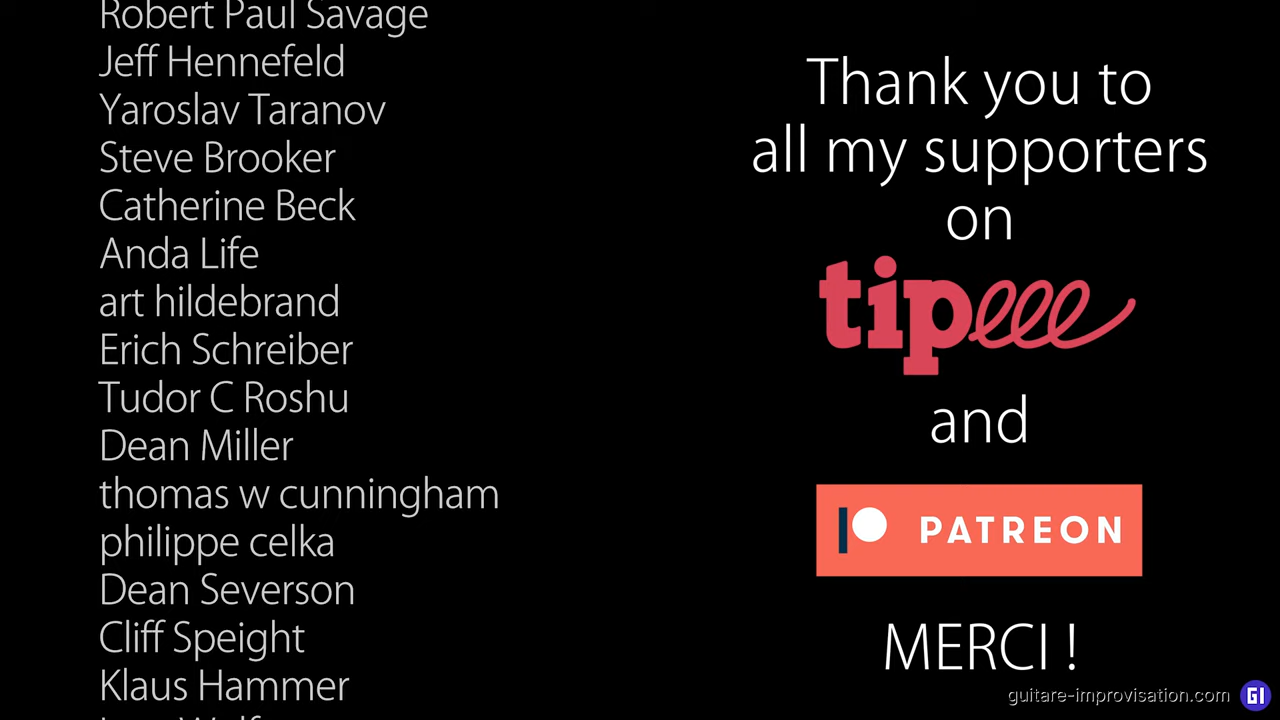 Robert Paul Savage
Jeff Hennefeld
Yaroslav Taranov
Steve Brooker
Catherine Beck
Anda Life
art hildebrand
Erich Schreiber
Tudor C Roshu
Dean Miller
thomas w cunningham
philippe celka
Dean Severson
Cliff Speight
Klaus Hammer
Thank you to
all my supporters
on
tipeee
and
PATREON
MERCI !
guitare-improvisation.com GI